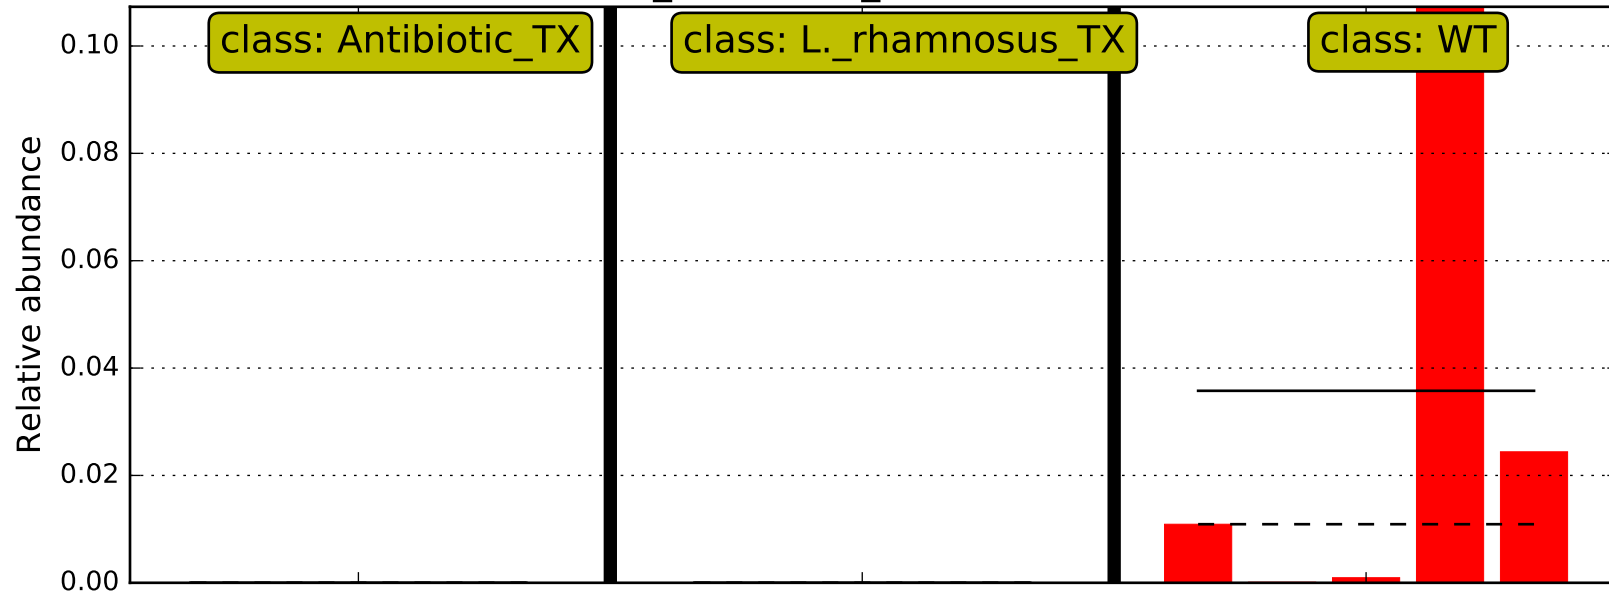 class: Antibiotic_TX
class: L._rhamnosus_TX
class: WT
Relative abundance
0.10
0.08
0.06
0.04
0.02
0.00